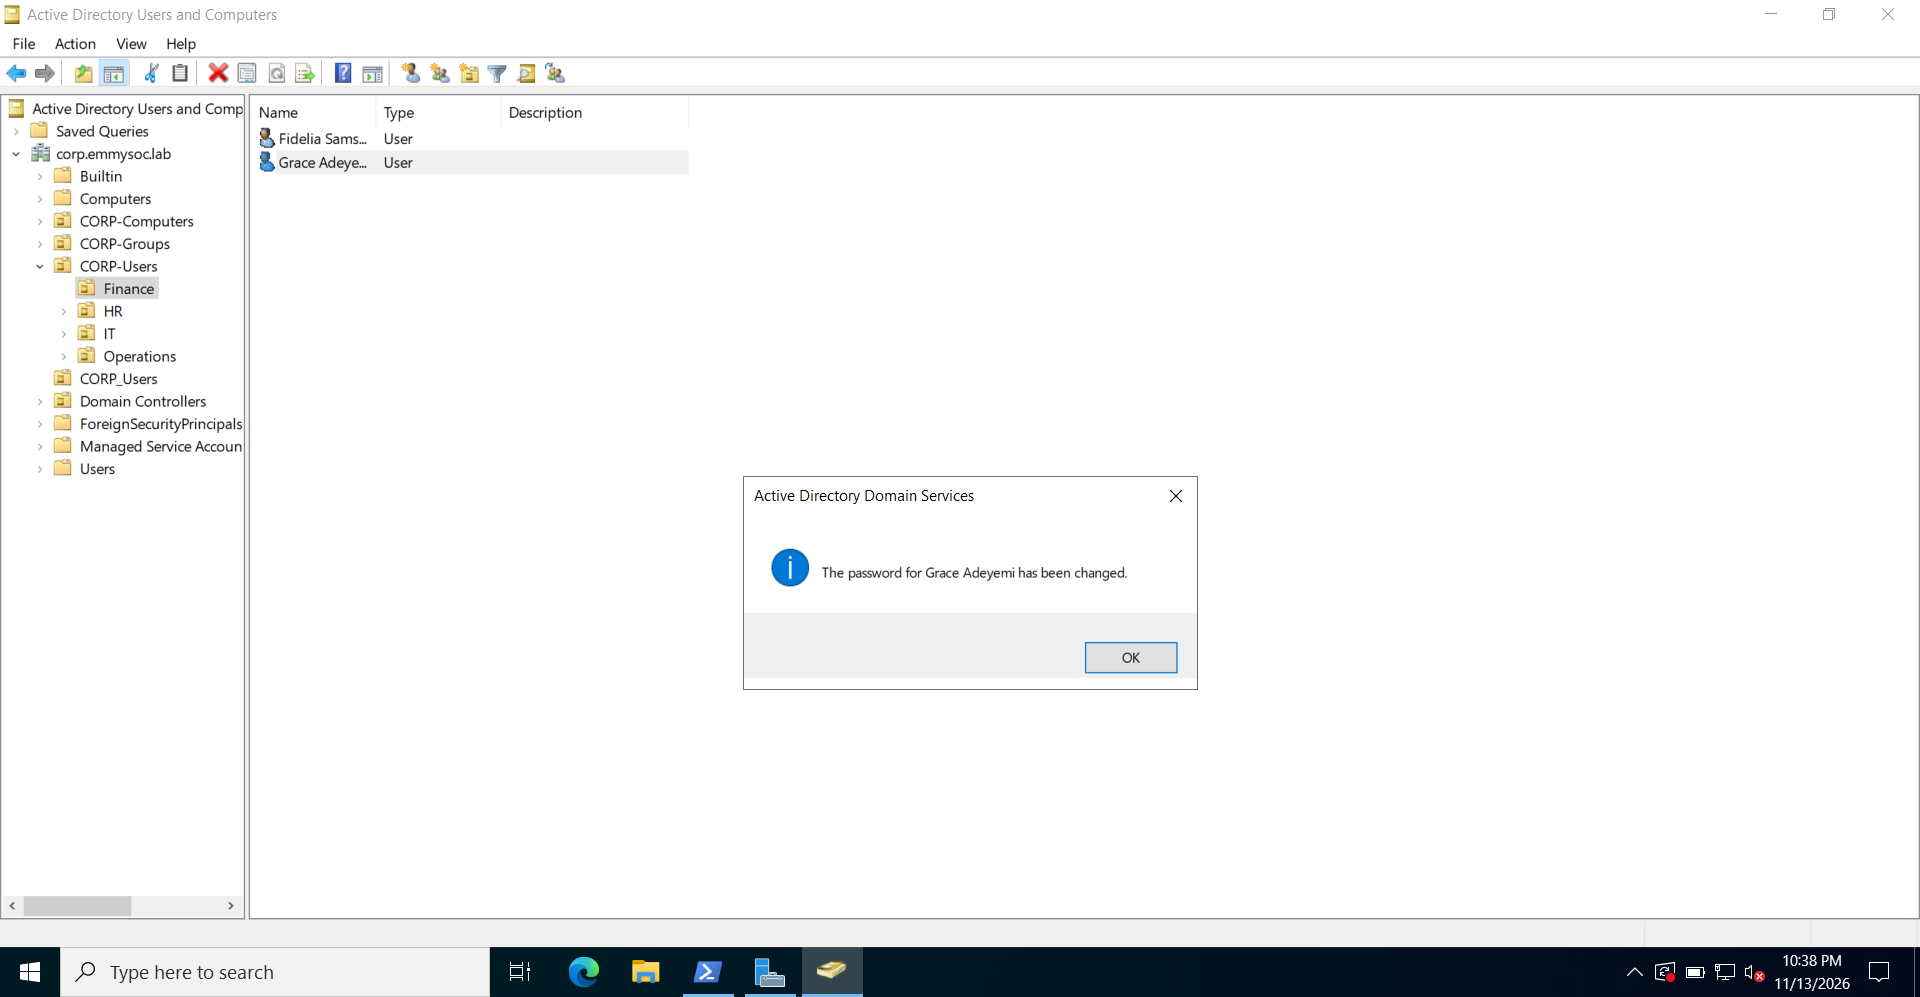 Active Directory Users and Computers
File Action View Help
Active Directory Users and Comp
Saved Queries
corp.emmysoc.lab
Builtin
Computers
CORP-Computers
CORP-Groups
CORP-Users
Finance
HR
IT
Operations
CORP_Users
Domain Controllers
ForeignSecurityPrincipals
Managed Service Accoun
Users
Name Type Description
Fidelia Sams... User
Grace Adeye... User
Active Directory Domain Services
The password for Grace Adeyemi has been changed.
OK
Type here to search
10:38 PM
11/13/2026